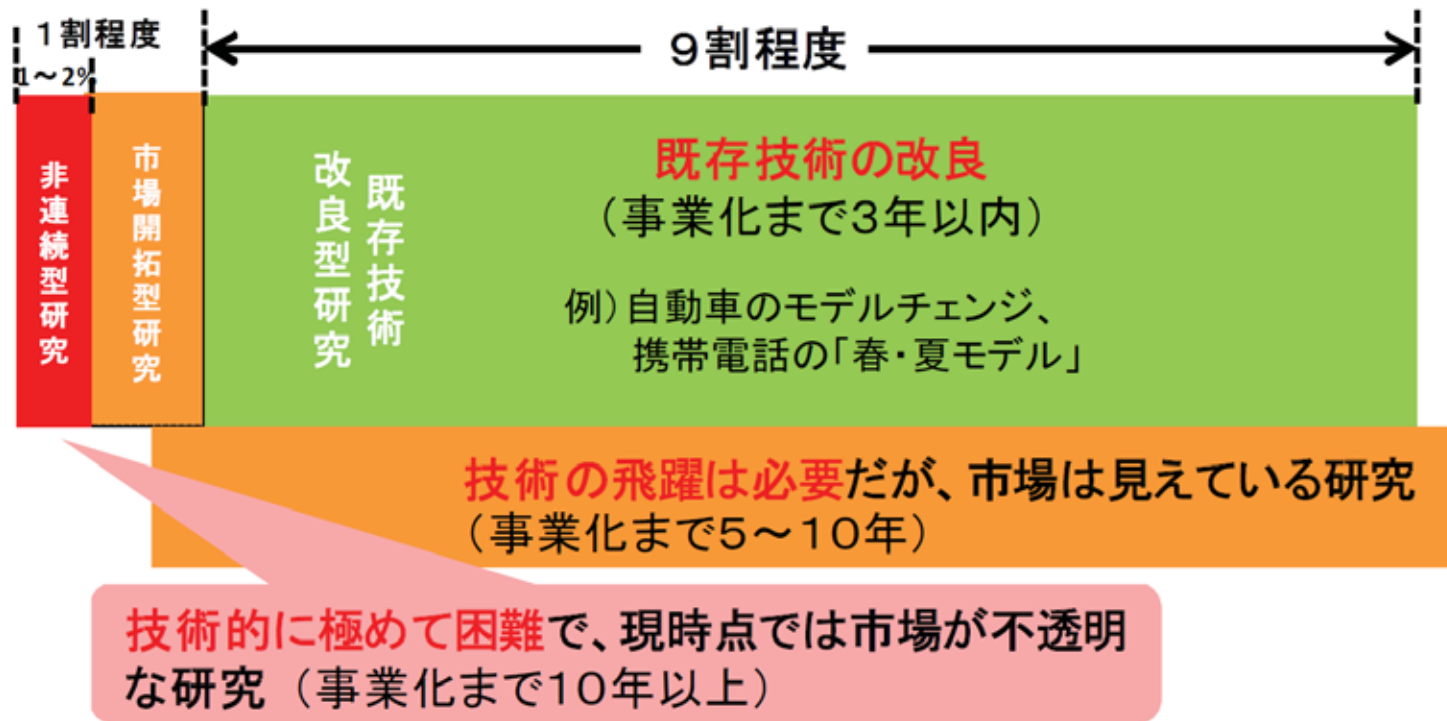 1割程度
1～2%
9割程度
非連続型研究
市場開拓型研究
既存技術
改良型研究
既存技術の改良
（事業化まで3年以内）
例）自動車のモデルチェンジ、
携帯電話の「春・夏モデル」
技術の飛躍は必要だが、市場は見えている研究
（事業化まで5～10年）
技術的に極めて困難で、現時点では市場が不透明
な研究（事業化まで10年以上）